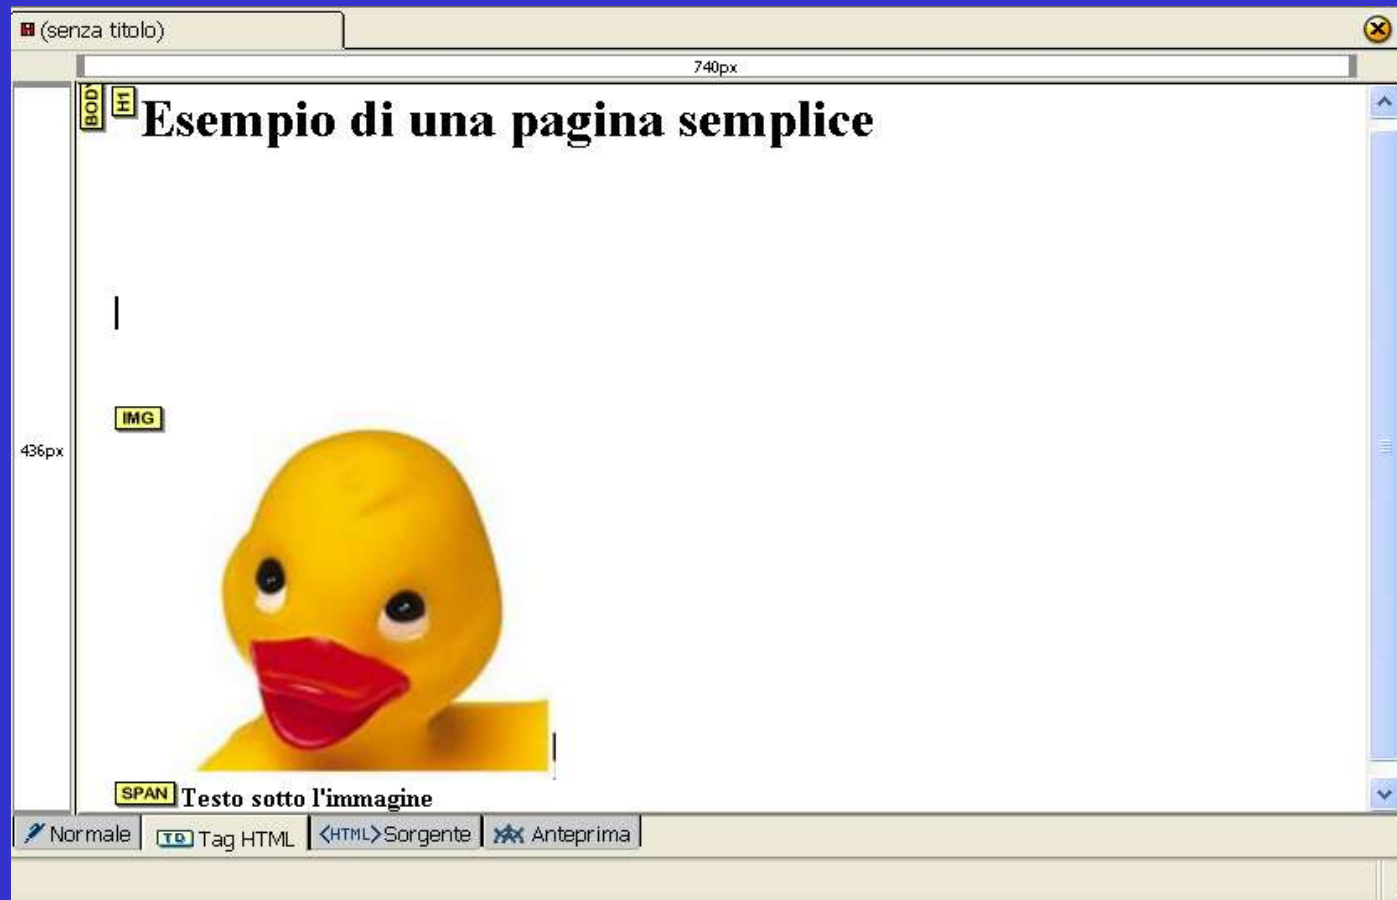 (senza titolo)
740px
BODY
H1
Esempio di una pagina semplice
IMG
436px
SPAN Testo sotto l'immagine
Normale TD Tag HTML <HTML> Sorgente Anteprima